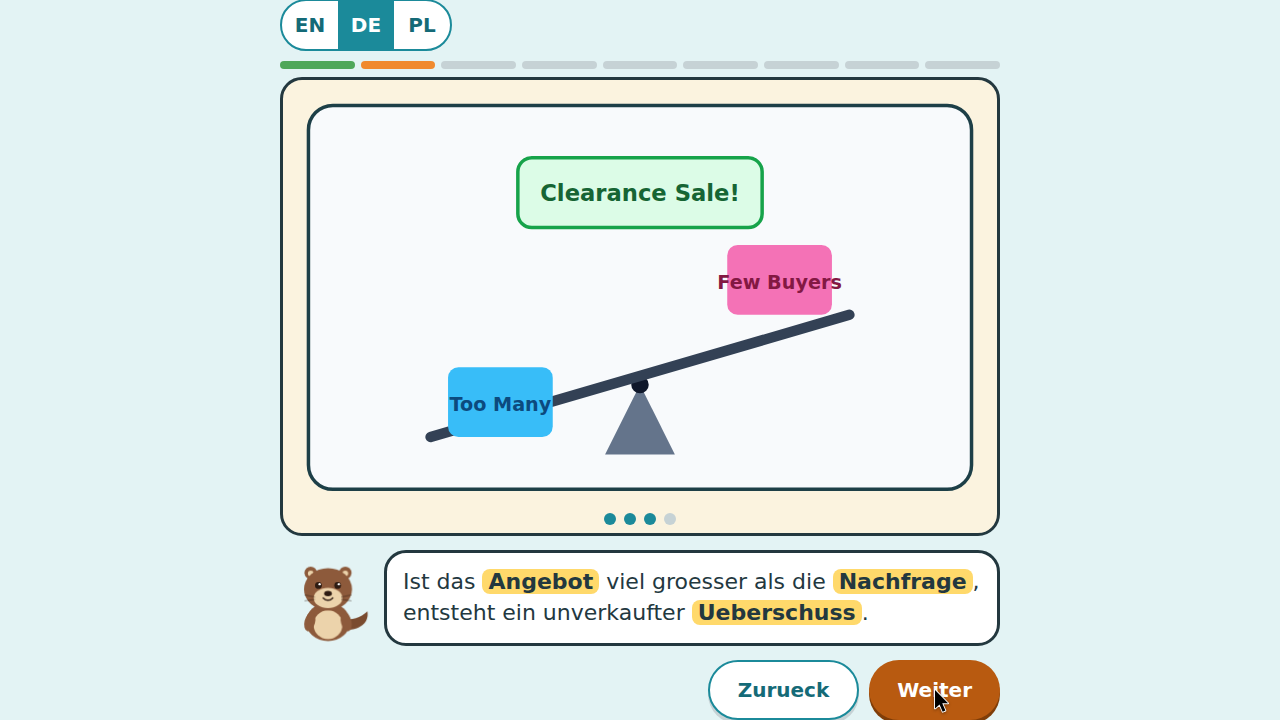 EN DE PL
Clearance Sale!
Few Buyers
Too Many
Ist das Angebot viel groesser als die Nachfrage,
entsteht ein unverkaufter Ueberschuss.
Zurueck Weiter